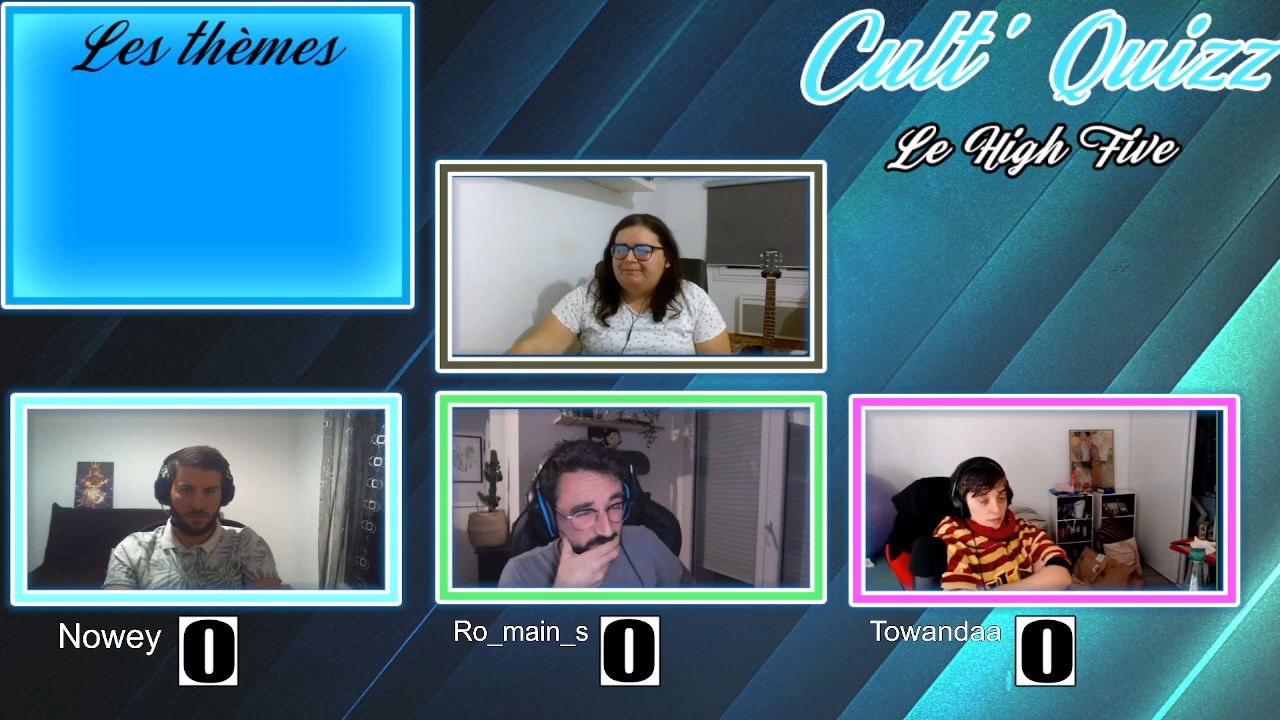 Les thèmes
Cult' Quizz
Le High Five
Nowey 0
Ro_main_s 0
Towandaa 0